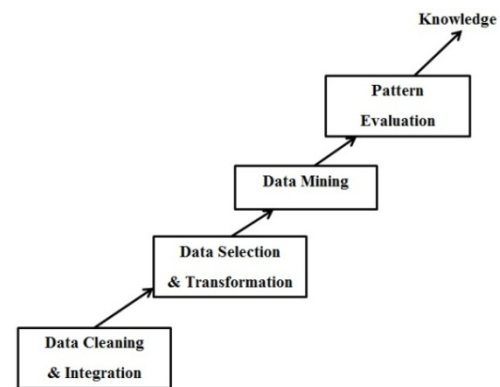 Knowledge
Pattern
Evaluation
Data Mining
Data Selection
& Transformation
Data Cleaning
& Integration